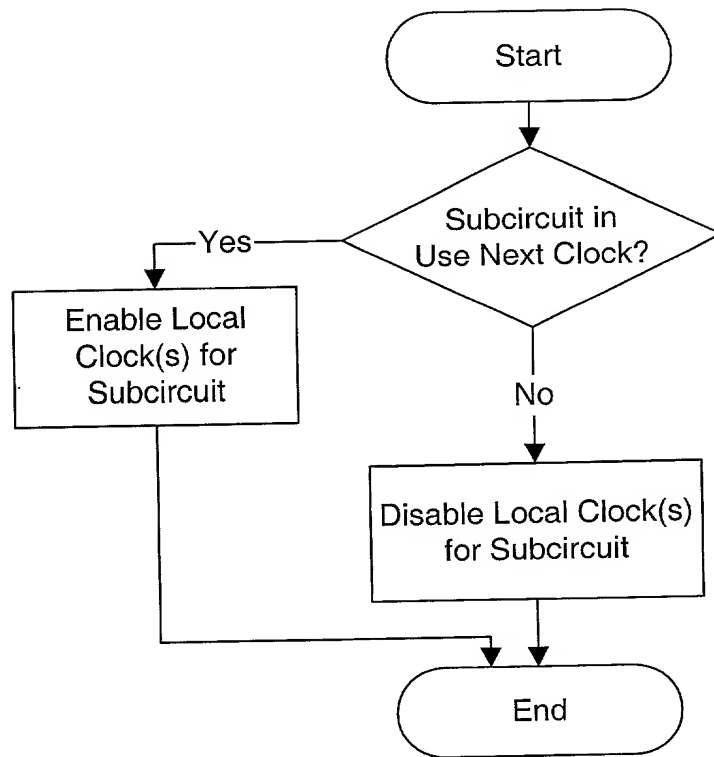 Start
Subcircuit in
Use Next Clock?
Yes
Enable Local
Clock(s) for
Subcircuit
No
Disable Local Clock(s)
for Subcircuit
End